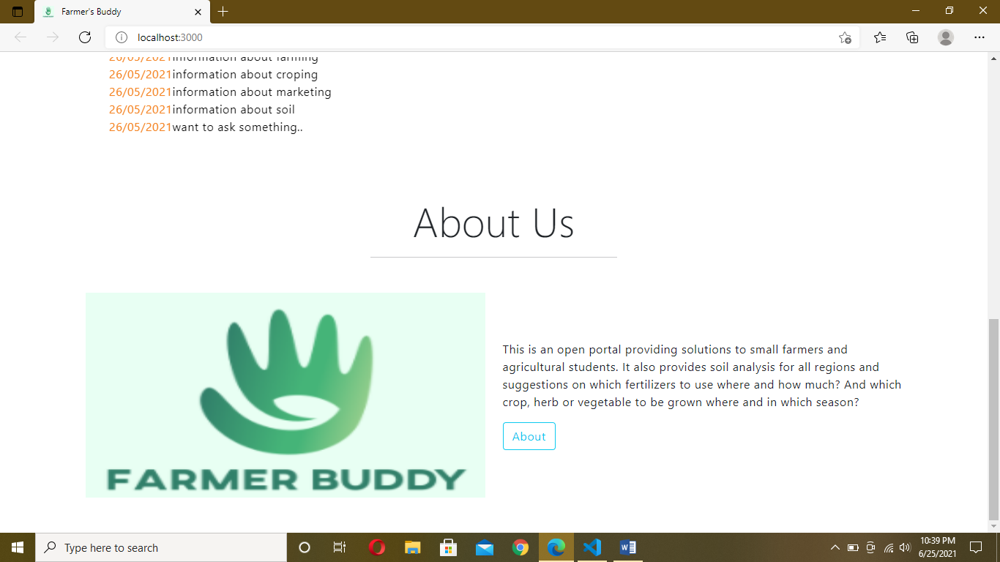 Farmer's Buddy
localhost:3000
26/05/2021information about farming
26/05/2021information about croping
26/05/2021information about marketing
26/05/2021information about soil
26/05/2021want to ask something..
About Us
This is an open portal providing solutions to small farmers and
agricultural students. It also provides soil analysis for all regions and
suggestions on which fertilizers to use where and how much? And which
crop, herb or vegetable to be grown where and in which season?
About
FARMER BUDDY
Type here to search
10:39 PM
6/25/2021